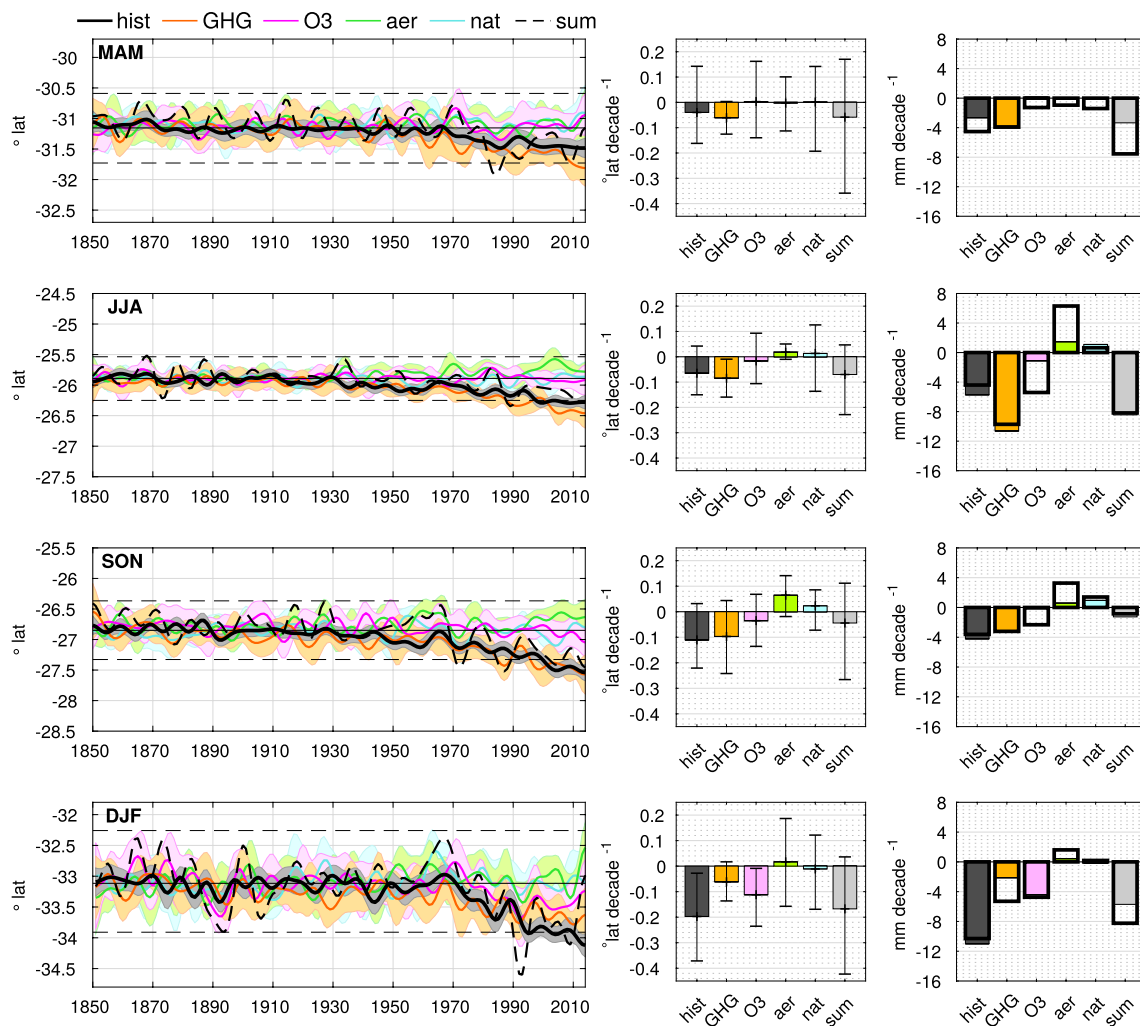 hist GHG O3 aer nat sum
MAM
° lat
-30
-30.5
-31
-31.5
-32
-32.5
1850 1870 1890 1910 1930 1950 1970 1990 2010
°lat decade -1
0.2
0.1
0
-0.1
-0.2
-0.3
-0.4
hist GHG O3 aer nat sum
mm decade -1
8
4
0
-4
-8
-12
-16
hist GHG O3 aer nat sum
JJA
° lat
-24.5
-25
-25.5
-26
-26.5
-27
-27.5
1850 1870 1890 1910 1930 1950 1970 1990 2010
°lat decade -1
0.2
0.1
0
-0.1
-0.2
-0.3
-0.4
hist GHG O3 aer nat sum
mm decade -1
8
4
0
-4
-8
-12
-16
hist GHG O3 aer nat sum
SON
° lat
-25.5
-26
-26.5
-27
-27.5
-28
-28.5
1850 1870 1890 1910 1930 1950 1970 1990 2010
°lat decade -1
0.2
0.1
0
-0.1
-0.2
-0.3
-0.4
hist GHG O3 aer nat sum
mm decade -1
8
4
0
-4
-8
-12
-16
hist GHG O3 aer nat sum
DJF
° lat
-32
-32.5
-33
-33.5
-34
-34.5
1850 1870 1890 1910 1930 1950 1970 1990 2010
°lat decade -1
0.2
0.1
0
-0.1
-0.2
-0.3
-0.4
hist GHG O3 aer nat sum
mm decade -1
8
4
0
-4
-8
-12
-16
hist GHG O3 aer nat sum